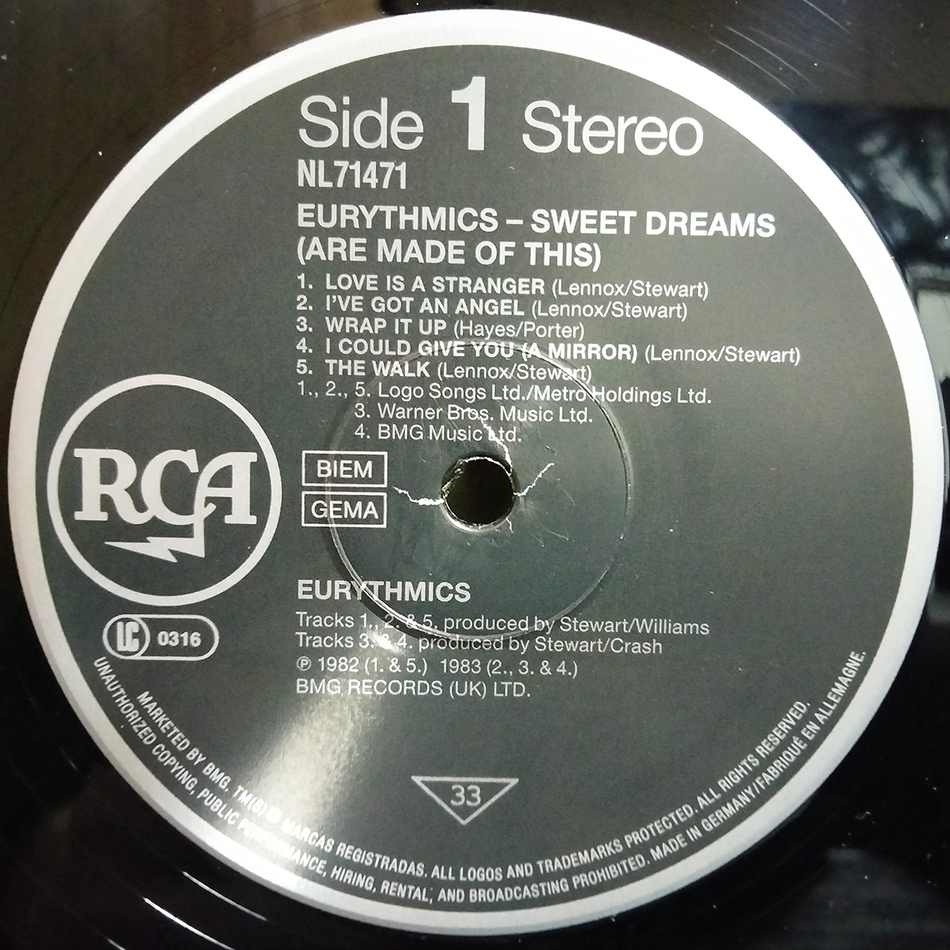 Side 1 Stereo
NL71471
EURYTHMICS – SWEET DREAMS
(ARE MADE OF THIS)
1. LOVE IS A STRANGER (Lennox/Stewart)
2. I'VE GOT AN ANGEL (Lennox/Stewart)
3. WRAP IT UP (Hayes/Porter)
4. I COULD GIVE YOU (A MIRROR) (Lennox/Stewart)
5. THE WALK (Lennox/Stewart)
1., 2., 5. Logo Songs Ltd./Metro Holdings Ltd.
3. Warner Bros. Music Ltd.
4. BMG Music Ltd.
RCA
BIEM
GEMA
EURYTHMICS
LC 0316
Tracks 1., 2. & 5. produced by Stewart/Williams
Tracks 3. & 4. produced by Stewart/Crash
℗ 1982 (1. & 5.) 1983 (2., 3. & 4.)
BMG RECORDS (UK) LTD.
33
MARKETED BY BMG. TM(S) ® MARCAS REGISTRADAS. ALL LOGOS AND TRADEMARKS PROTECTED. ALL RIGHTS RESERVED.
UNAUTHORIZED COPYING, PUBLIC PERFORMANCE, HIRING, RENTAL, AND BROADCASTING PROHIBITED. MADE IN GERMANY/FABRIQUÉ EN ALLEMAGNE.